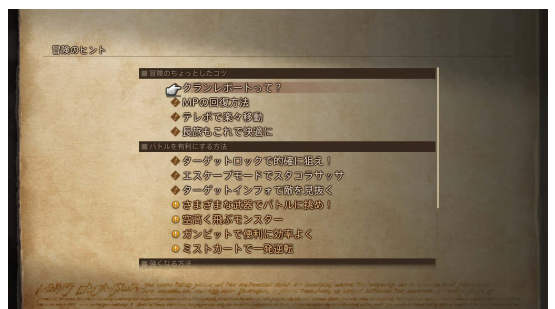 冒険のヒント
■冒険のちょっとしたコツ
クランレポートって？
MPの回復方法
テレポで楽々移動
長旅もこれで快適に
■バトルを有利にする方法
ターゲットロックで的確に狙え！
エスケープモードでスタコラサッサ
ターゲットインフォで敵を見抜く
さまざまな武器でバトルに挑め！
空高く飛ぶモンスター
ガンビットで便利に効率よく
ミストカートで一発逆転
■強くなる方法